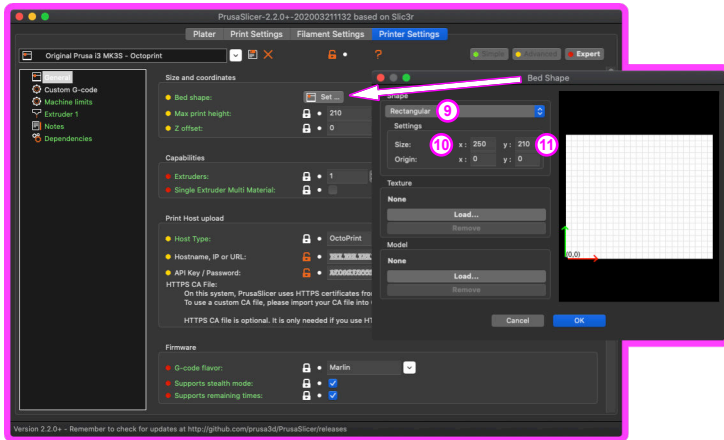 PrusaSlicer-2.2.0+-202003211132 based on Slic3r
Plater Print Settings Filament Settings Printer Settings
Original Prusa i3 MK3S - Octoprint
? Simple Advanced Expert
General
Custom G-code
Machine limits
Extruder 1
Notes
Dependencies
Size and coordinates
Bed shape: Set ...
Max print height: 210
Z offset: 0
Capabilities
Extruders: 1
Single Extruder Multi Material:
Print Host upload
Host Type: OctoPrint
Hostname, IP or URL:
API Key / Password:
HTTPS CA File:
On this system, PrusaSlicer uses HTTPS certificates
To use a custom CA file, please import your CA file into
HTTPS CA file is optional. It is only needed if you use
Firmware
G-code flavor: Marlin
Supports stealth mode:
Supports remaining times:
Version 2.2.0+ - Remember to check for updates at http://github.com/prusa3d/PrusaSlicer/releases
Bed Shape
Shape
Rectangular 9
Settings
Size: 10 x: 250 y: 210 11
Origin: x: 0 y: 0
Texture
None
Load...
Remove
Model
None
Load...
Remove
(0,0)
Cancel OK